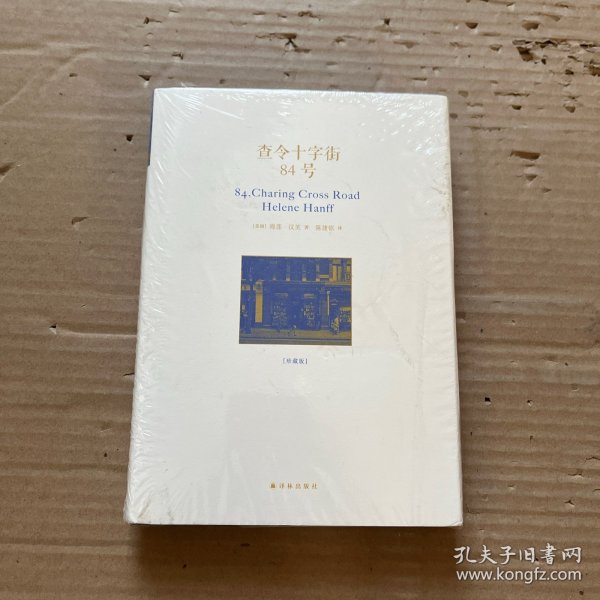 查令十字街
84号
84,Charing Cross Road
Helene Hanff
[美国] 海莲·汉芙 著 陈建铭 译
[珍藏版]
译林出版社
孔夫子旧书网
www.kongfz.com